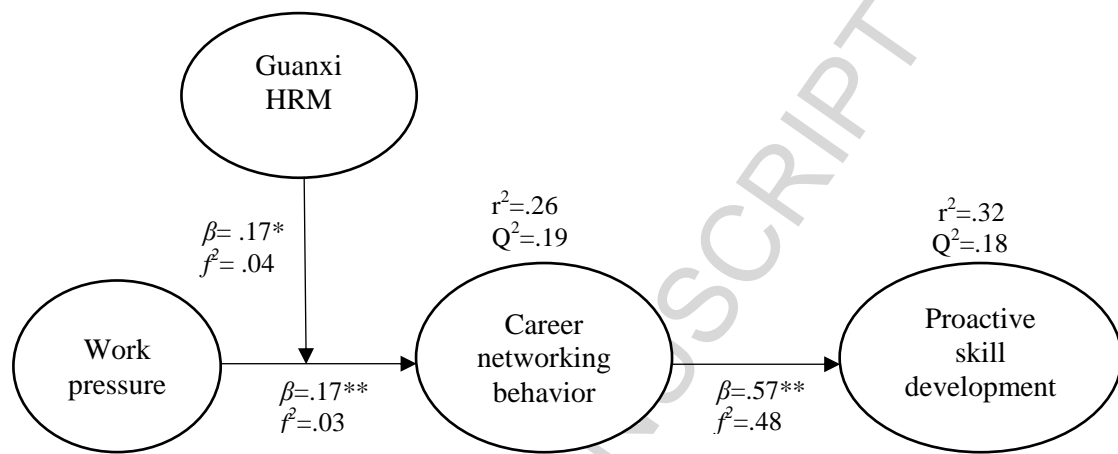 Guanxi
HRM
β= .17*
f²= .04
r²=.26
Q²=.19
r²=.32
Q²=.18
Work
pressure
β=.17**
f²=.03
Career
networking
behavior
β=.57**
f²=.48
Proactive
skill
development
NUSCRIPT